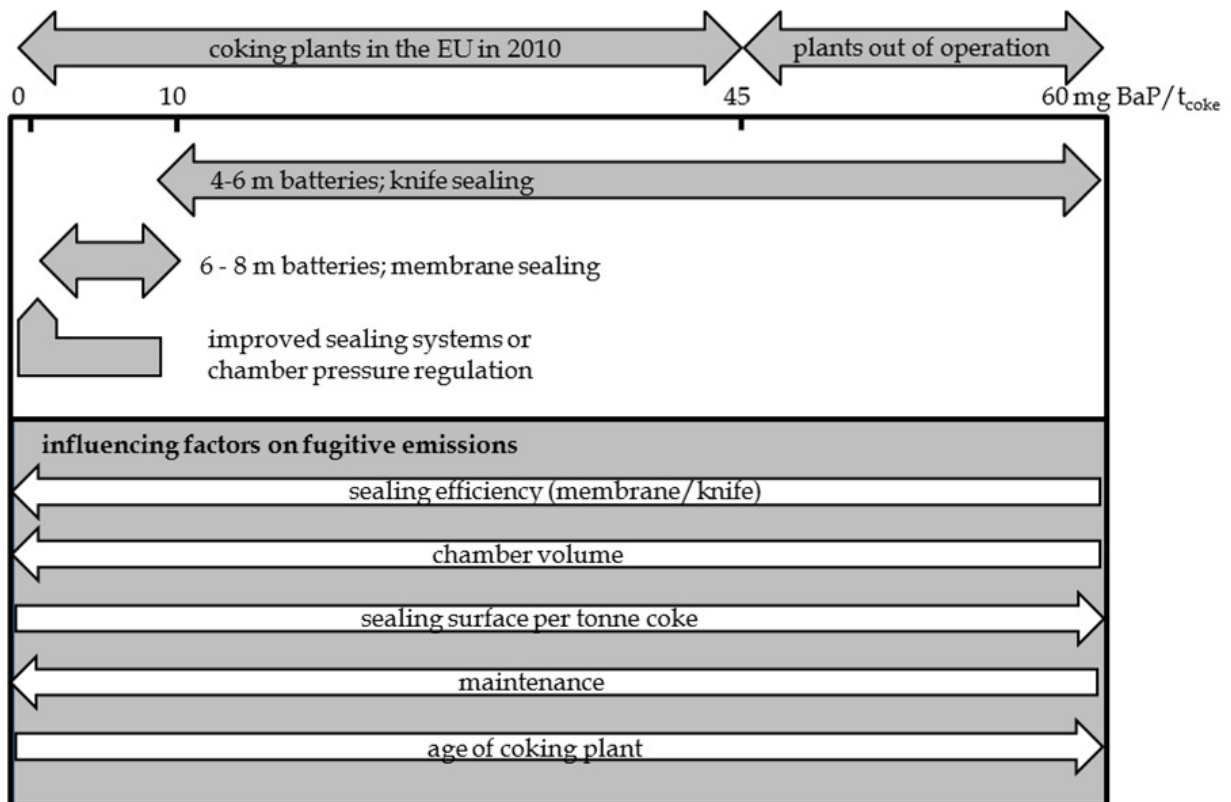 coking plants in the EU in 2010
plants out of operation
0
10
45
60 mg BaP/tcoke
4-6 m batteries; knife sealing
6 - 8 m batteries; membrane sealing
improved sealing systems or
chamber pressure regulation
influencing factors on fugitive emissions
sealing efficiency (membrane/knife)
chamber volume
sealing surface per tonne coke
maintenance
age of coking plant